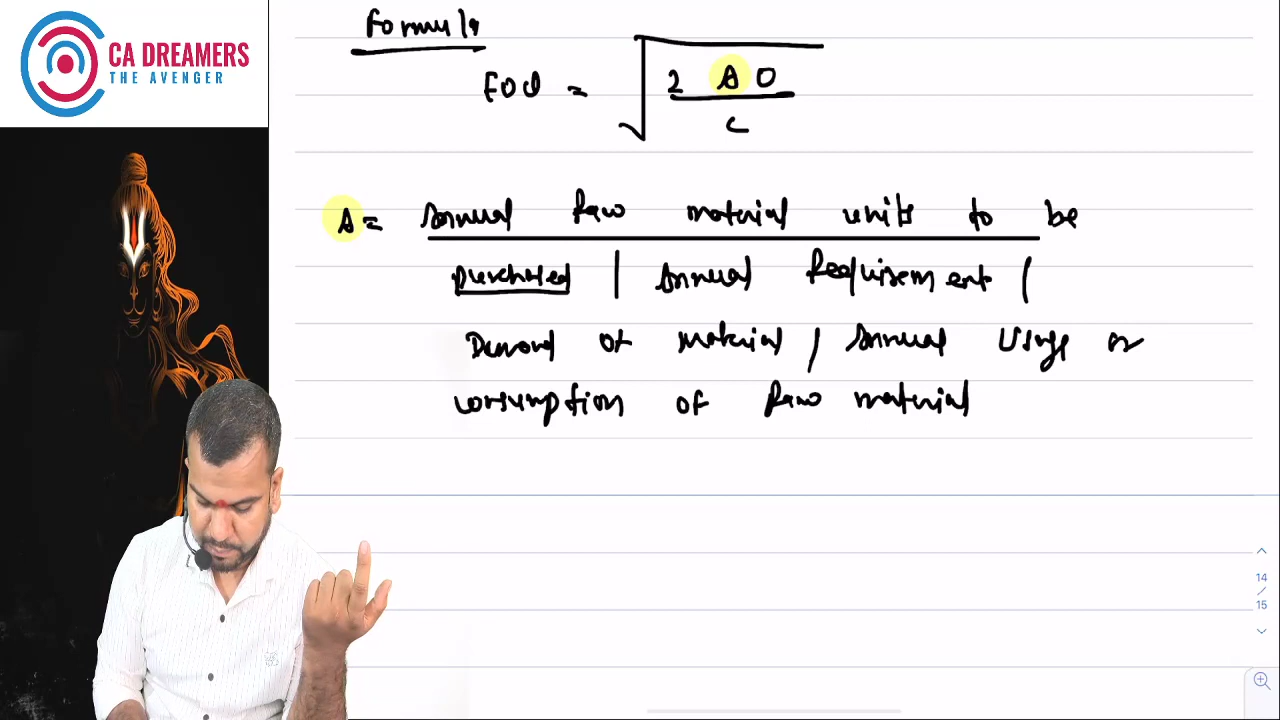 CA DREAMERS
THE AVENGER
Formula
EOQ = √ 2 A O
C
A = Annual Raw material units to be
purchased | Annual Requirement |
Demand of material | Annual Usage or
consumption of Raw material
14
/
15